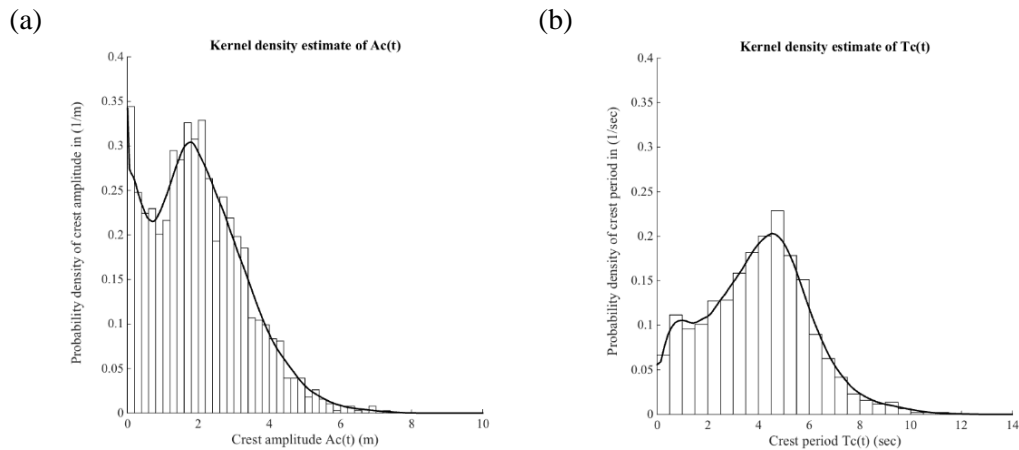 (a)
Kernel density estimate of Ac(t)
Probability density of crest amplitude in (1/m)
0.4
0.35
0.3
0.25
0.2
0.15
0.1
0.05
0
0 2 4 6 8 10
Crest amplitude Ac(t) (m)
(b)
Kernel density estimate of Tc(t)
Probability density of crest period in (1/sec)
0.4
0.35
0.3
0.25
0.2
0.15
0.1
0.05
0
0 2 4 6 8 10 12 14
Crest period Tc(t) (sec)